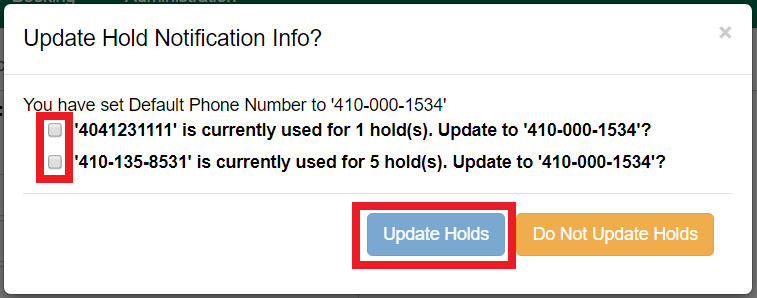 Booking Administration
Update Hold Notification Info?
×
You have set Default Phone Number to '410-000-1534'
'4041231111' is currently used for 1 hold(s). Update to '410-000-1534'?
'410-135-8531' is currently used for 5 hold(s). Update to '410-000-1534'?
Update Holds
Do Not Update Holds